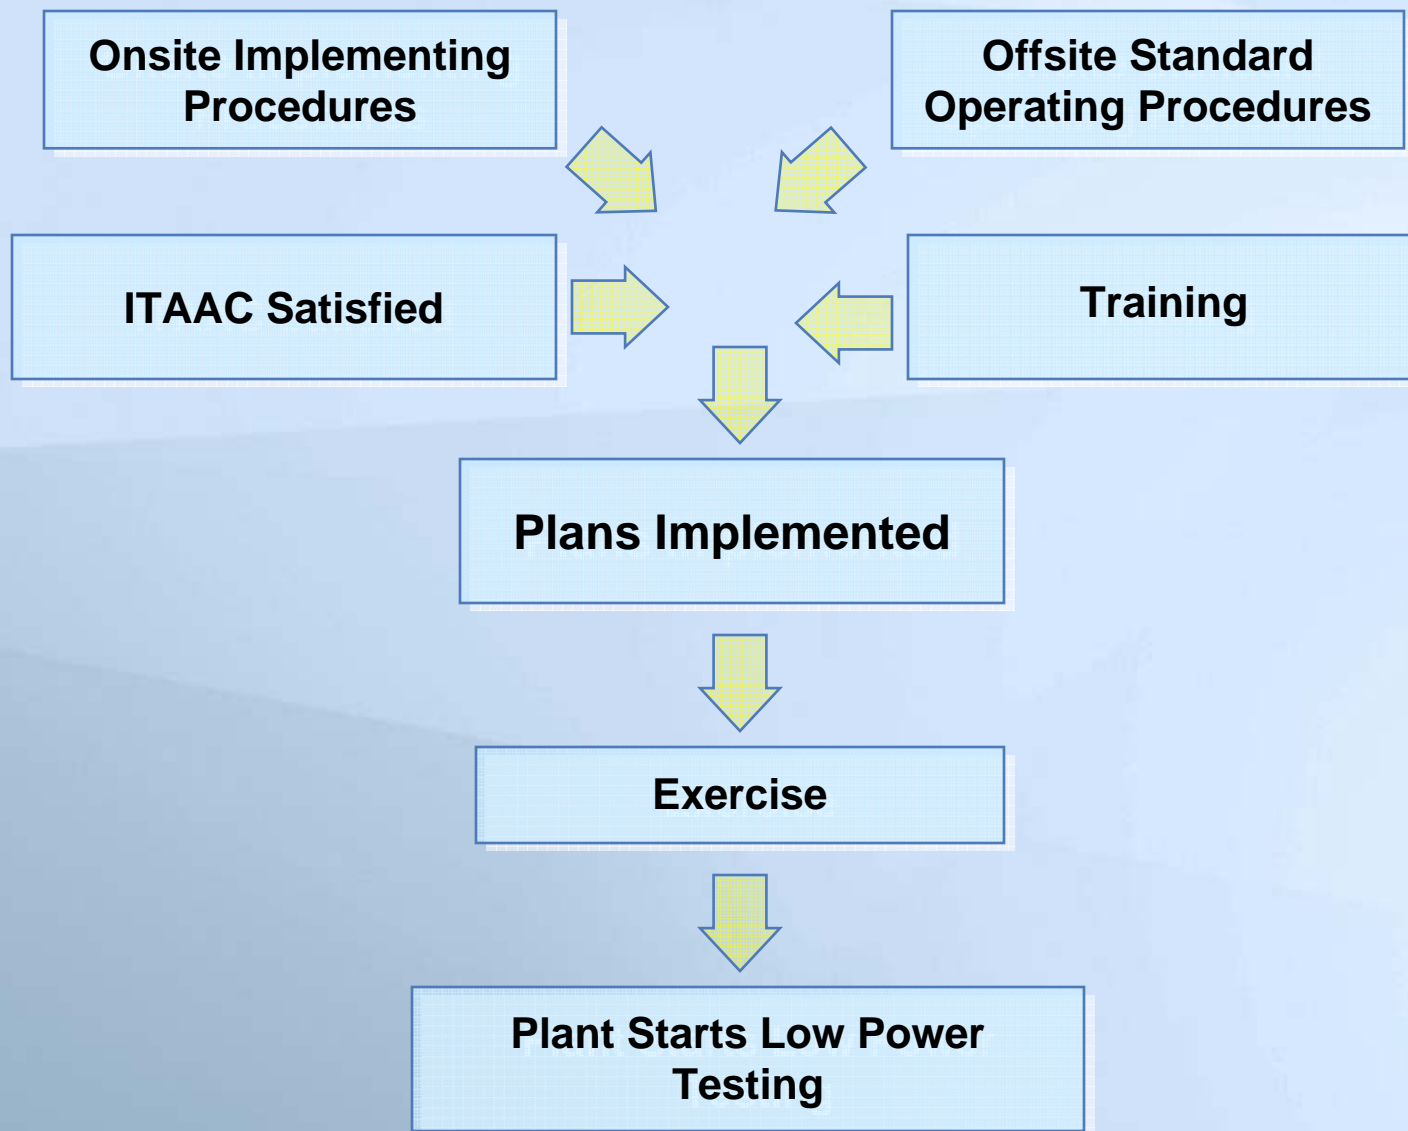 Onsite Implementing
Procedures
Offsite Standard
Operating Procedures
ITAAC Satisfied
Training
Plans Implemented
Exercise
Plant Starts Low Power
Testing